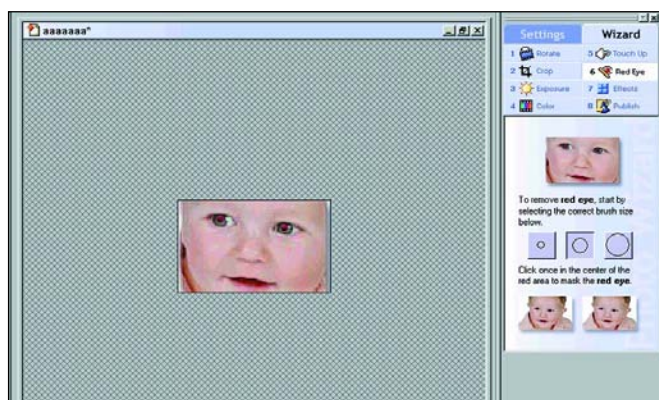 aaaaaaa*
Settings Wizard
1 Rotate 5 Touch Up
2 Crop 6 Red Eye
3 Exposure 7 Effects
4 Color 8 Publish
To remove red eye, start by
selecting the correct brush size
below.
Click once in the center of the
red area to mask the red eye.